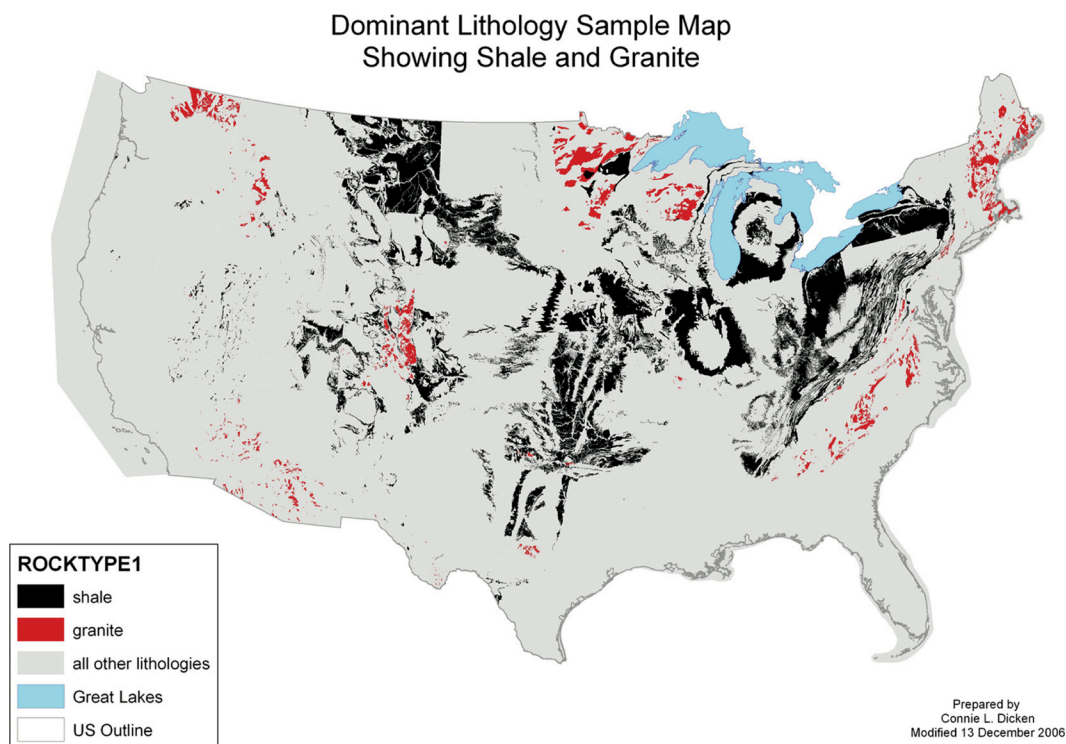 Dominant Lithology Sample Map
Showing Shale and Granite
ROCKTYPE1
shale
granite
all other lithologies
Great Lakes
US Outline
Prepared by
Connie L. Dicken
Modified 13 December 2006